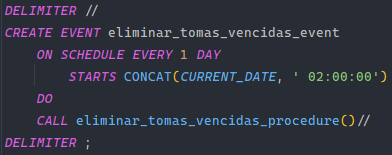 DELIMITER //
CREATE EVENT eliminar_tomas_vencidas_event
    ON SCHEDULE EVERY 1 DAY
        STARTS CONCAT(CURRENT_DATE, ' 02:00:00')
    DO
    CALL eliminar_tomas_vencidas_procedure()//
DELIMITER ;